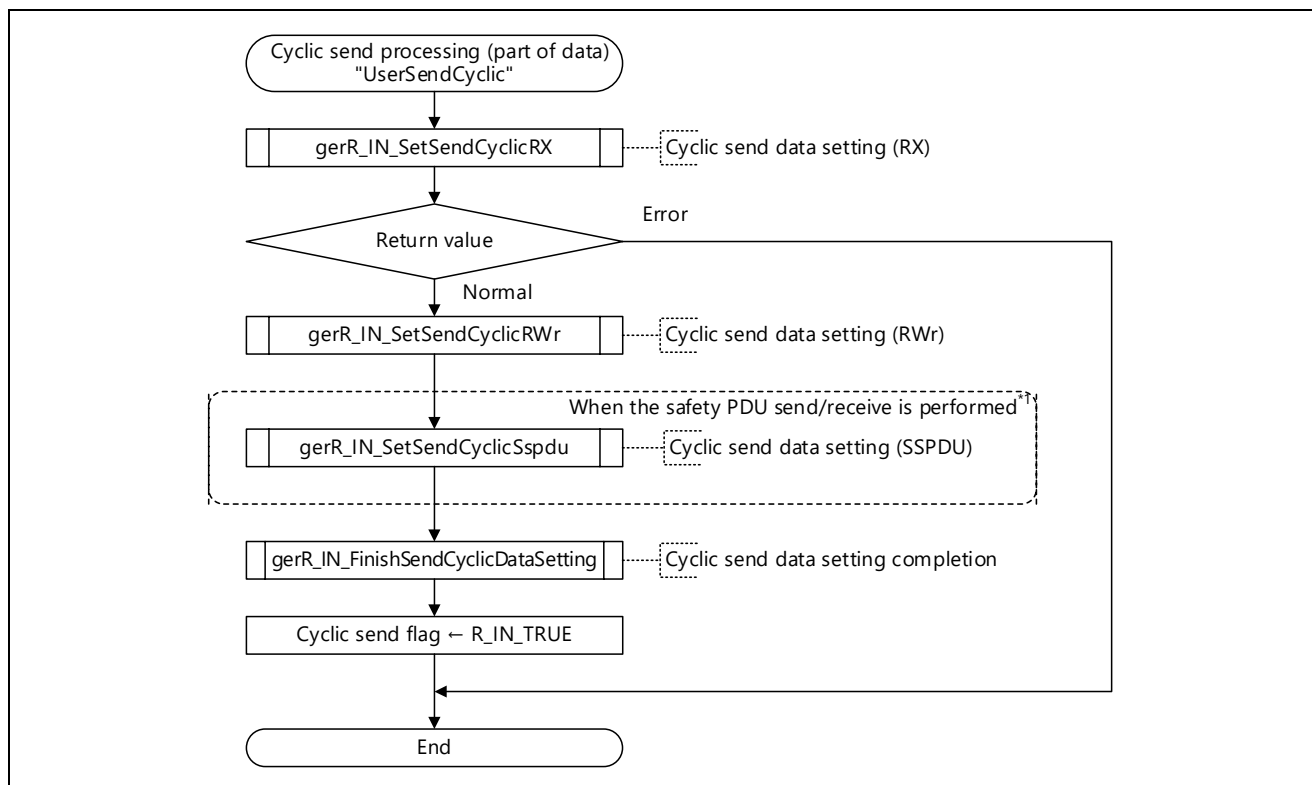 Cyclic send processing (part of data)
"UserSendCyclic"
gerR_IN_SetSendCyclicRX
Cyclic send data setting (RX)
Error
Return value
Normal
gerR_IN_SetSendCyclicRWr
Cyclic send data setting (RWr)
When the safety PDU send/receive is performed*1
gerR_IN_SetSendCyclicSspdu
Cyclic send data setting (SSPDU)
gerR_IN_FinishSendCyclicDataSetting
Cyclic send data setting completion
Cyclic send flag ← R_IN_TRUE
End